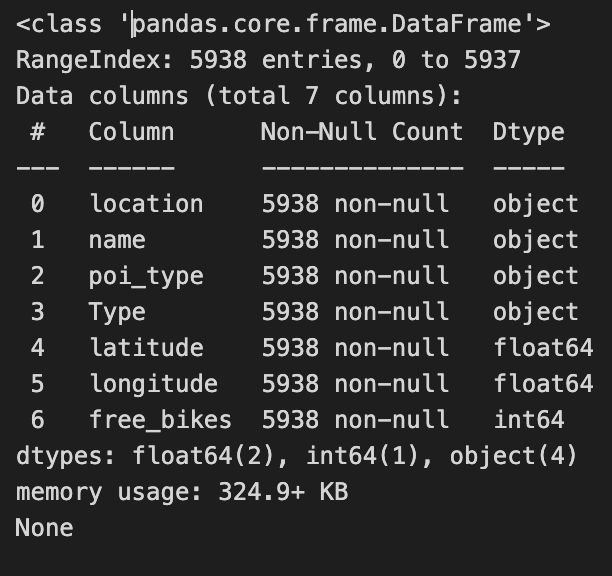 <class 'pandas.core.frame.DataFrame'>
RangeIndex: 5938 entries, 0 to 5937
Data columns (total 7 columns):
 #   Column      Non-Null Count  Dtype
---  ------      --------------  -----
 0   location    5938 non-null   object
 1   name        5938 non-null   object
 2   poi_type    5938 non-null   object
 3   Type        5938 non-null   object
 4   latitude    5938 non-null   float64
 5   longitude   5938 non-null   float64
 6   free_bikes  5938 non-null   int64
dtypes: float64(2), int64(1), object(4)
memory usage: 324.9+ KB
None